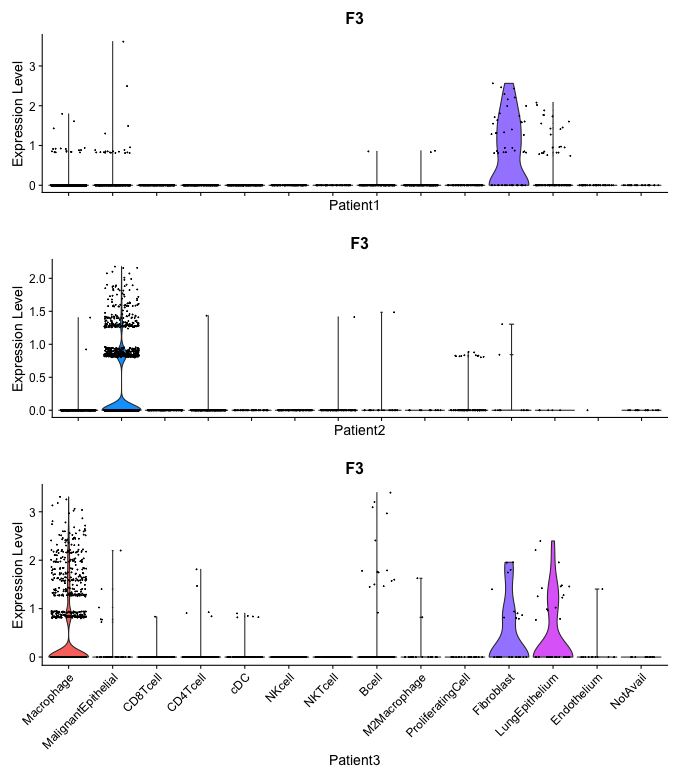 F3
Expression Level
3
2
1
0
Patient1
F3
Expression Level
2.0
1.5
1.0
0.5
0.0
Patient2
F3
Expression Level
3
2
1
0
Macrophage
MalignantEpithelial
CD8Tcell
CD4Tcell
cDC
NKcell
NKTcell
Bcell
M2Macrophage
ProliferatingCell
Fibroblast
LungEpithelium
Endothelium
NotAvail
Patient3